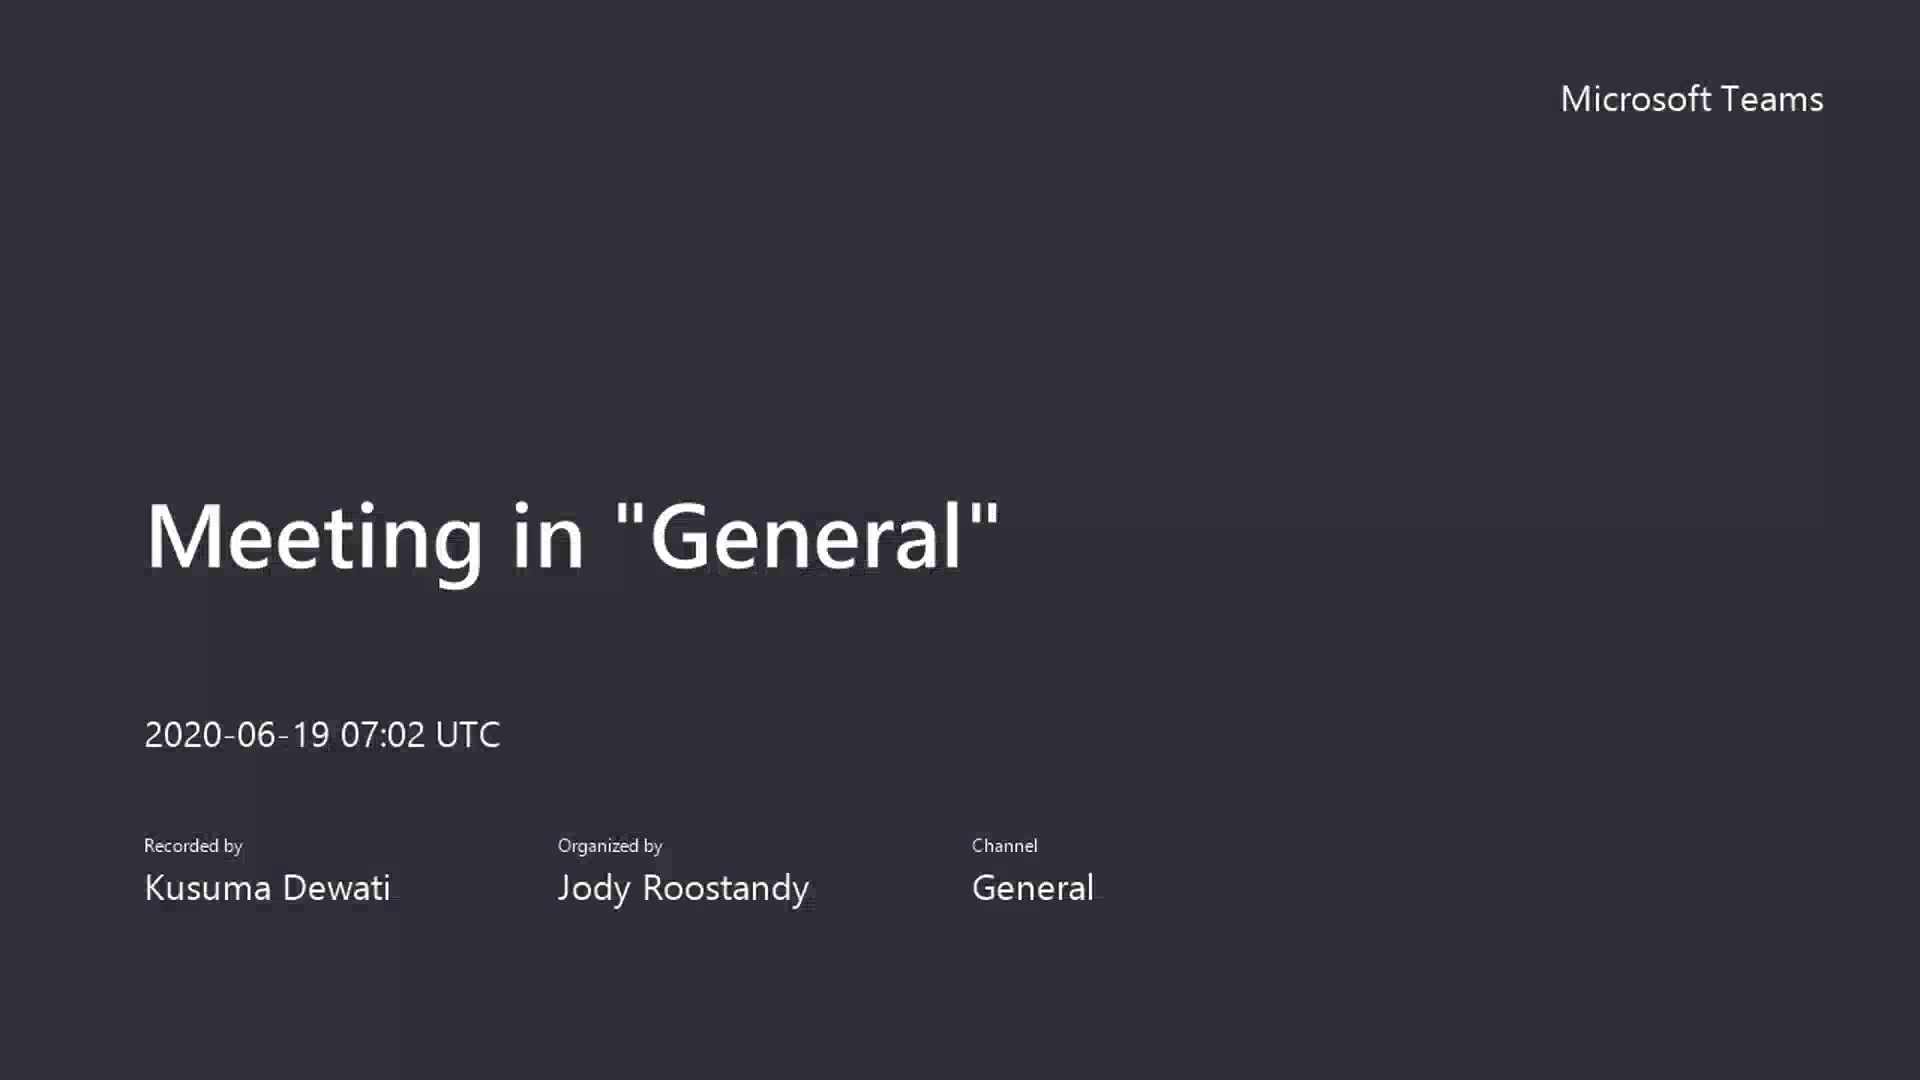 Microsoft Teams
Meeting in "General"
2020-06-19 07:02 UTC
Recorded by
Kusuma Dewati
Organized by
Jody Roostandy
Channel
General